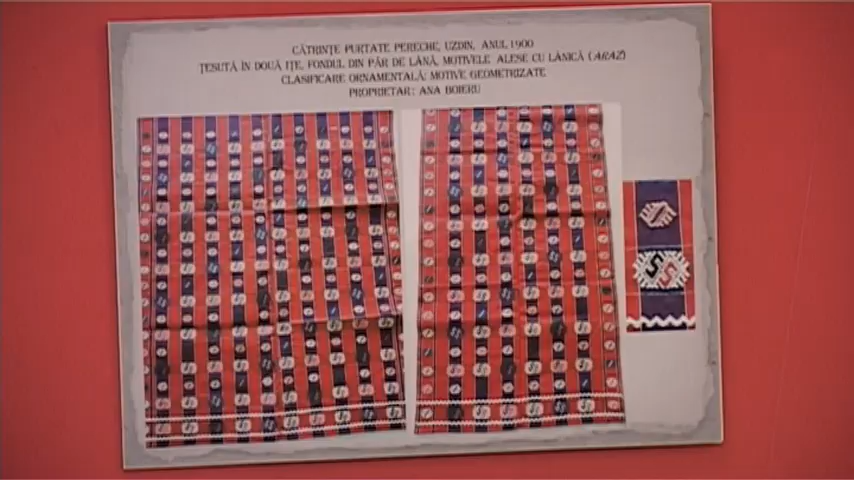 CĂTRINȚE PURTATE PERECHE, UZDIN, ANUL 1900
ȚESUTĂ ÎN DOUĂ IȚE, FONDUL DIN PĂR DE LÂNĂ, MOTIVELE ALESE CU LÂNICĂ (ARAZ)
CLASIFICARE ORNAMENTALĂ: MOTIVE GEOMETRIZATE
PROPRIETAR: ANA BOIERU